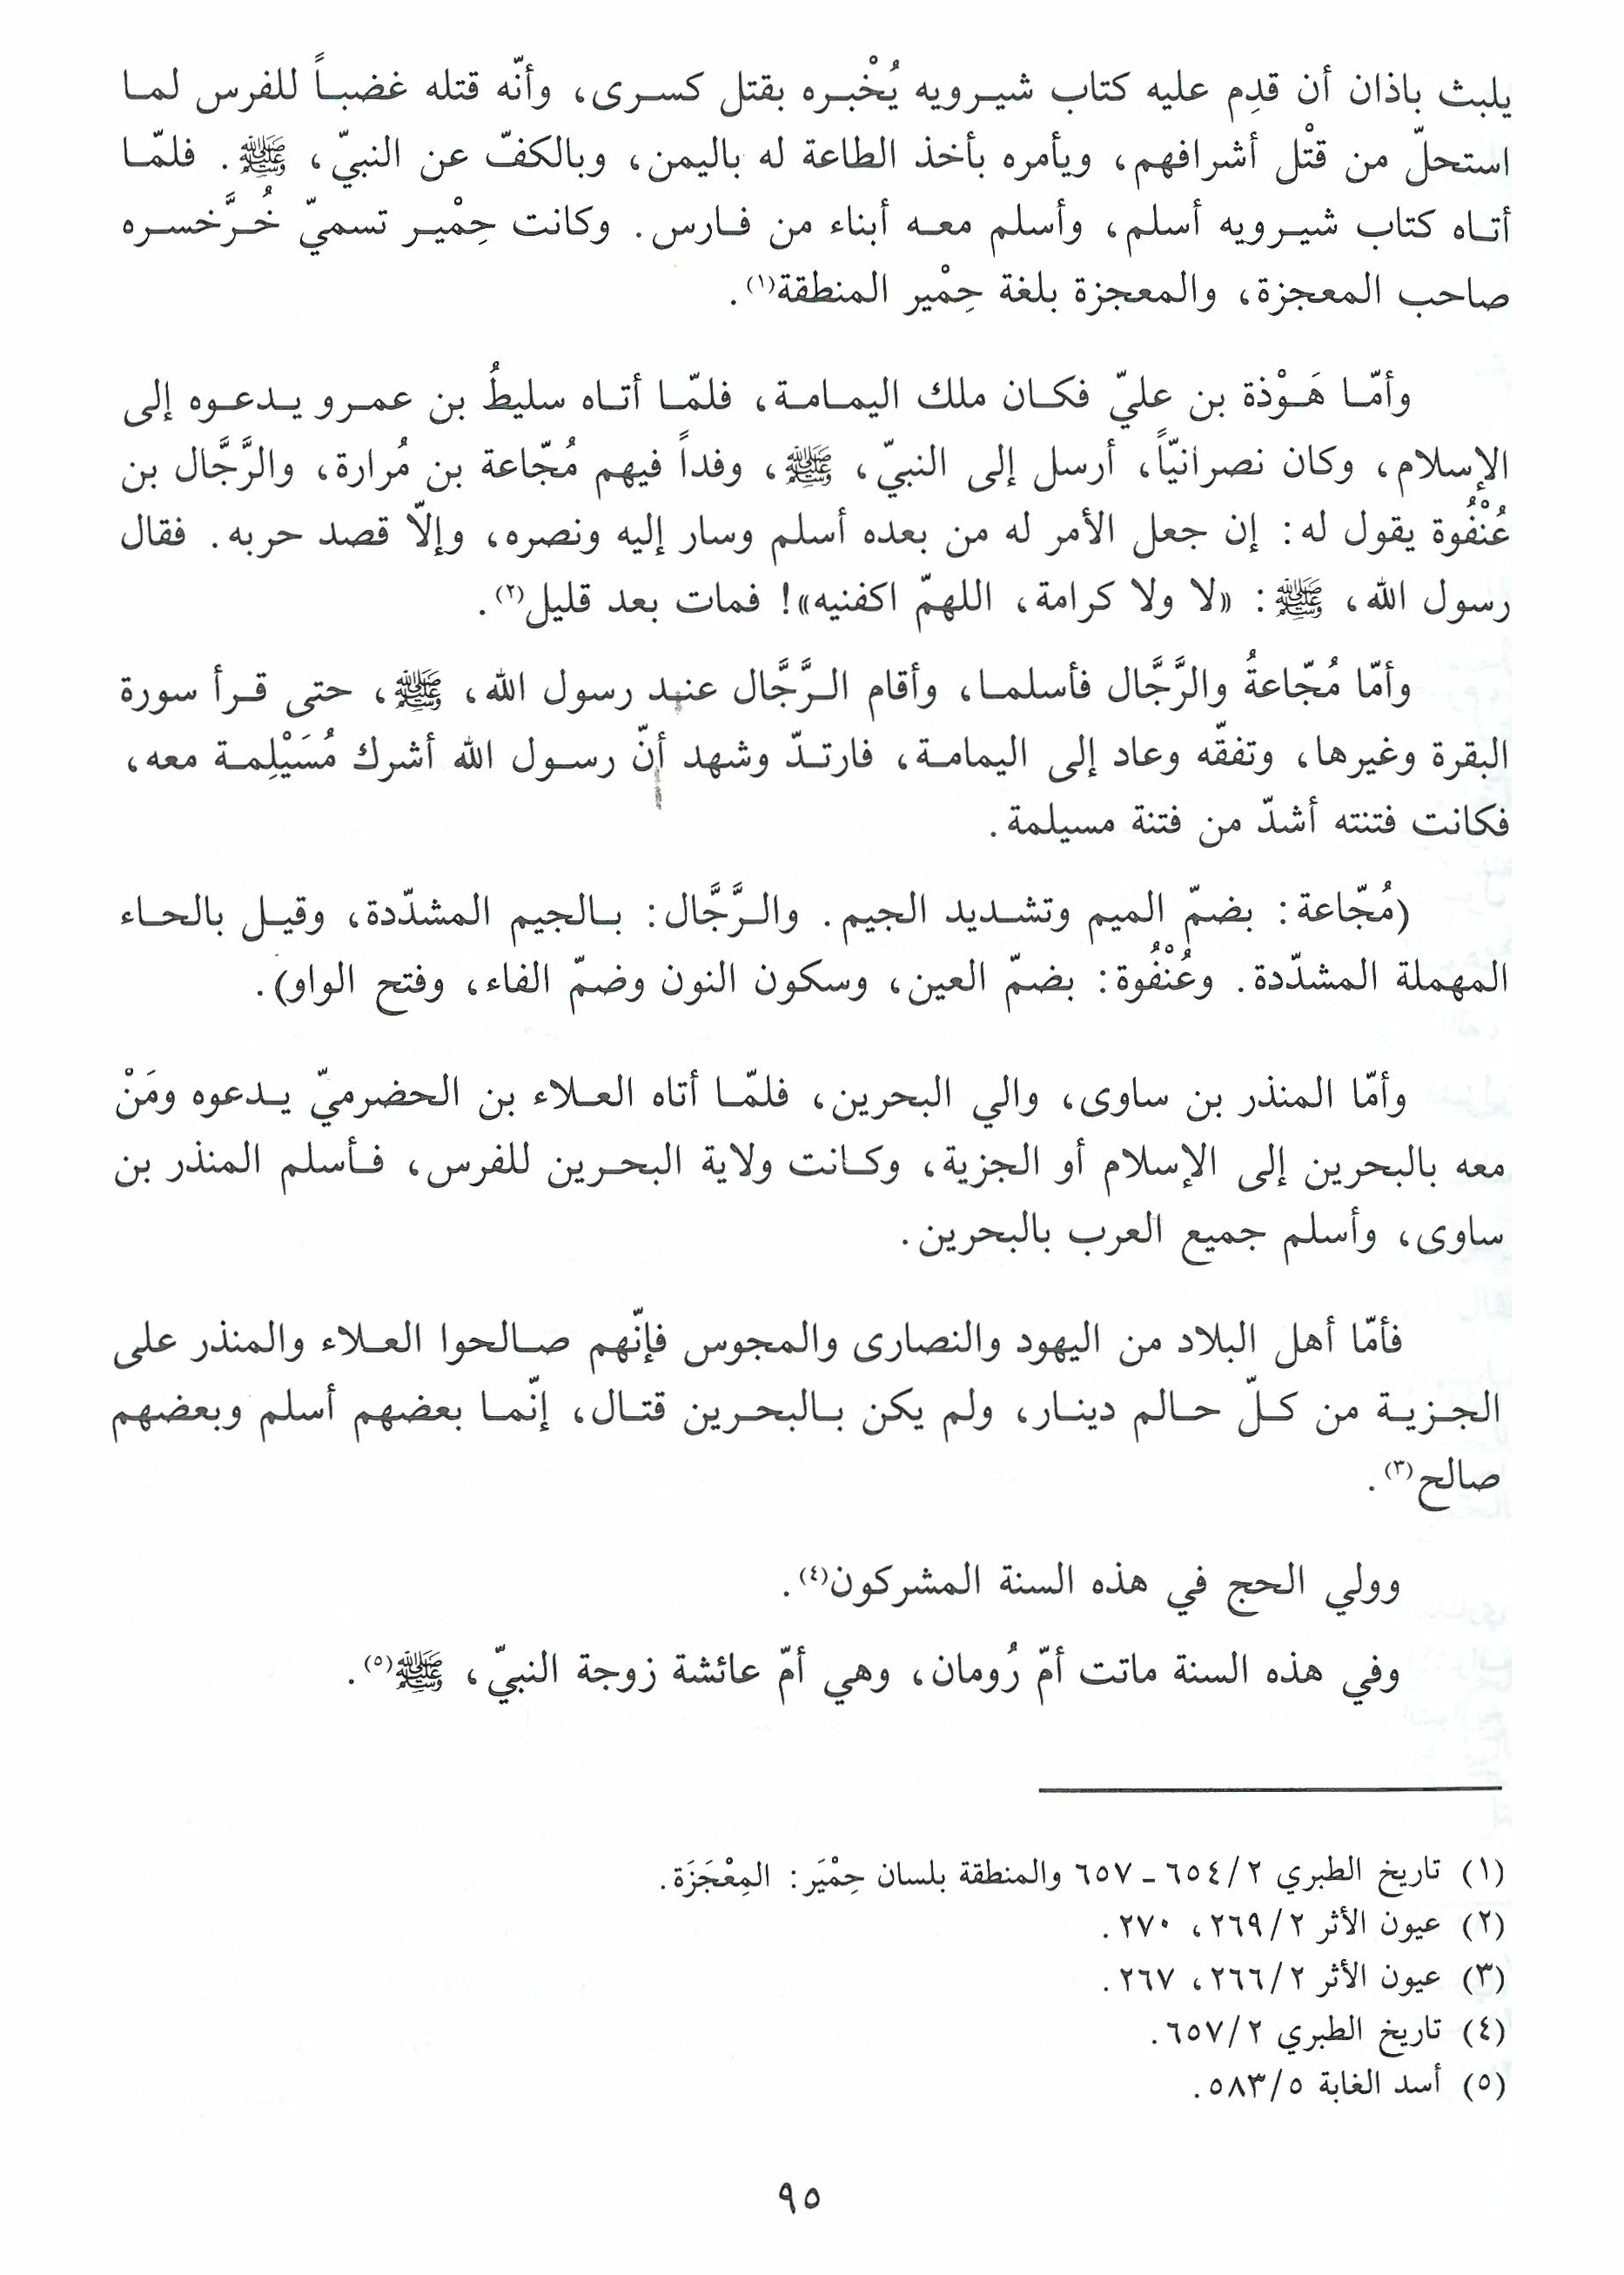 يلبث باذان أن قدِم عليه كتاب شيرويه يُخْبره بقتل كسرى، وأنّه قتله غضباً للفرس لما
استحلّ من قتْل أشرافهم، ويأمره بأخذ الطاعة له باليمن، وبالكفّ عن النبيّ، ﷺ. فلمّا
أتاه كتاب شيرويه أسلم، وأسلم معه أبناء من فارس. وكانت حِمْير تسميّ خُرَّخسره
صاحب المعجزة، والمعجزة بلغة حِمْير المنطقة(١).
وأمّا هَوْذة بن عليّ فكان ملك اليمامة، فلمّا أتاه سليطُ بن عمرو يدعوه إلى
الإسلام، وكان نصرانيّاً، أرسل إلى النبيّ، ﷺ، وفداً فيهم مُجّاعة بن مُرارة، والرَّجَّال بن
عُنْفُوة يقول له: إن جعل الأمر له من بعده أسلم وسار إليه ونصره، وإلّا قصد حربه. فقال
رسول الله، ﷺ: «لا ولا كرامة، اللهمّ اكفنيه»! فمات بعد قليل(٢).
وأمّا مُجّاعةُ والرَّجَّال فأسلما، وأقام الرَّجَّال عند رسول الله، ﷺ، حتى قرأ سورة
البقرة وغيرها، وتفقّه وعاد إلى اليمامة، فارتدّ وشهد أنّ رسول الله أشرك مُسَيْلِمة معه،
فكانت فتنته أشدّ من فتنة مسيلمة.
(مُجّاعة: بضمّ الميم وتشديد الجيم. والرَّجَّال: بالجيم المشدّدة، وقيل بالحاء
المهملة المشدّدة. وعُنْفُوة: بضمّ العين، وسكون النون وضمّ الفاء، وفتح الواو).
وأمّا المنذر بن ساوى، والي البحرين، فلمّا أتاه العلاء بن الحضرميّ يدعوه ومَنْ
معه بالبحرين إلى الإسلام أو الجزية، وكانت ولاية البحرين للفرس، فأسلم المنذر بن
ساوى، وأسلم جميع العرب بالبحرين.
فأمّا أهل البلاد من اليهود والنصارى والمجوس فإنّهم صالحوا العلاء والمنذر على
الجزية من كلّ حالم دينار، ولم يكن بالبحرين قتال، إنّما بعضهم أسلم وبعضهم
صالح(٣).
وولي الحج في هذه السنة المشركون(٤).
وفي هذه السنة ماتت أمّ رُومان، وهي أمّ عائشة زوجة النبيّ، ﷺ(٥).
(١) تاريخ الطبري ٢/ ٦٥٤ ـ ٦٥٧ والمنطقة بلسان حِمْيَر: المِعْجَزَة.
(٢) عيون الأثر ٢/ ٢٦٩، ٢٧٠.
(٣) عيون الأثر ٢/ ٢٦٦، ٢٦٧.
(٤) تاريخ الطبري ٢/ ٦٥٧.
(٥) أسد الغابة ٥/ ٥٨٣.
٩٥